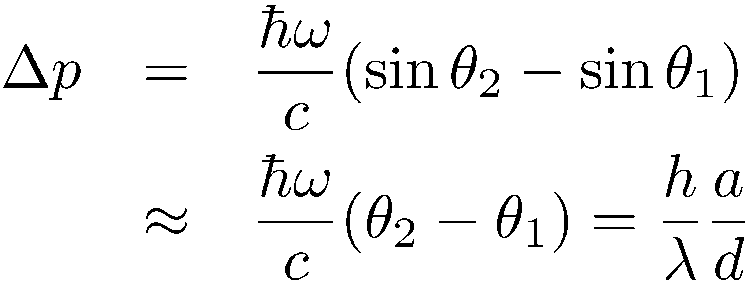 Δp = ħω/c (sin θ₂ − sin θ₁)
≈ ħω/c (θ₂ − θ₁) = h/λ a/d